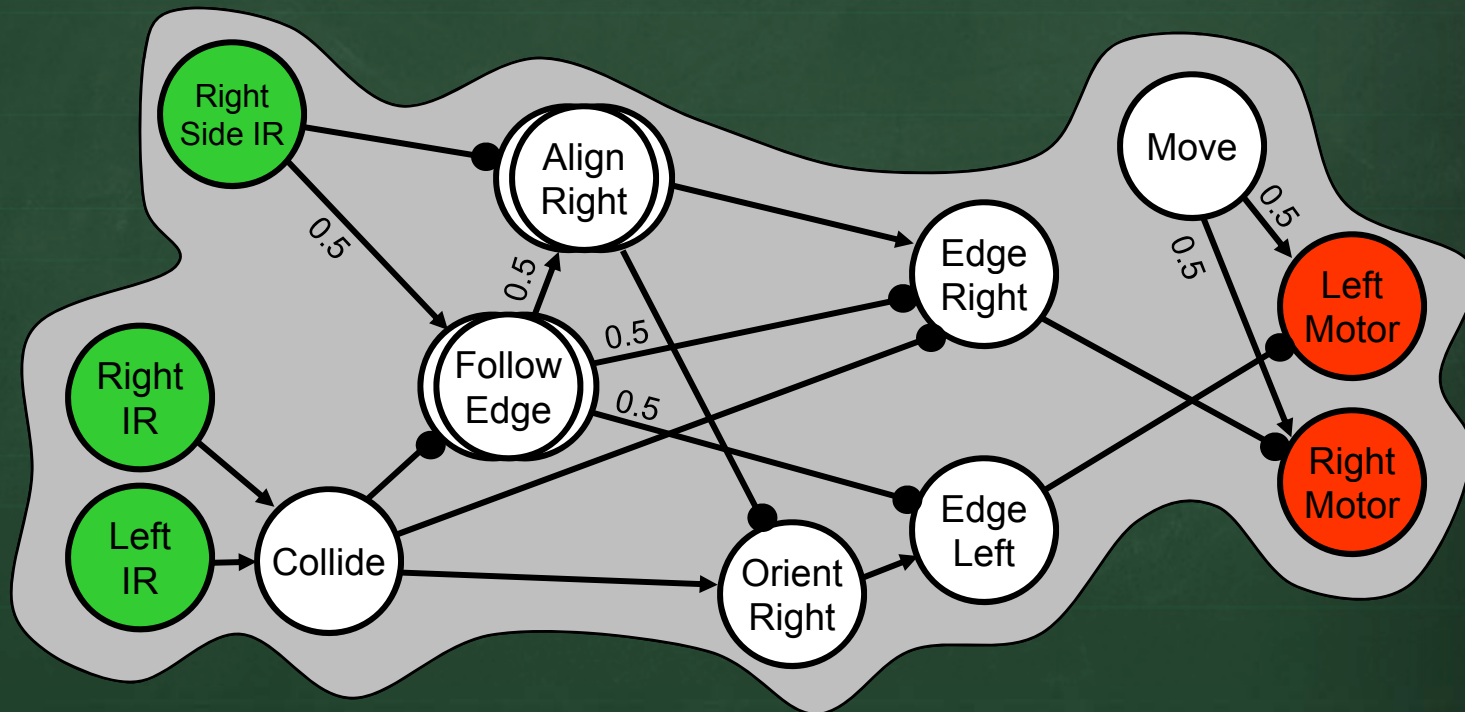 Right
Side IR
Align
Right
Move
0.5
0.5
0.5
0.5
Edge
Right
Left
Motor
Follow
Edge
0.5
0.5
Right
IR
Right
Motor
Left
IR
Collide
Edge
Left
Orient
Right